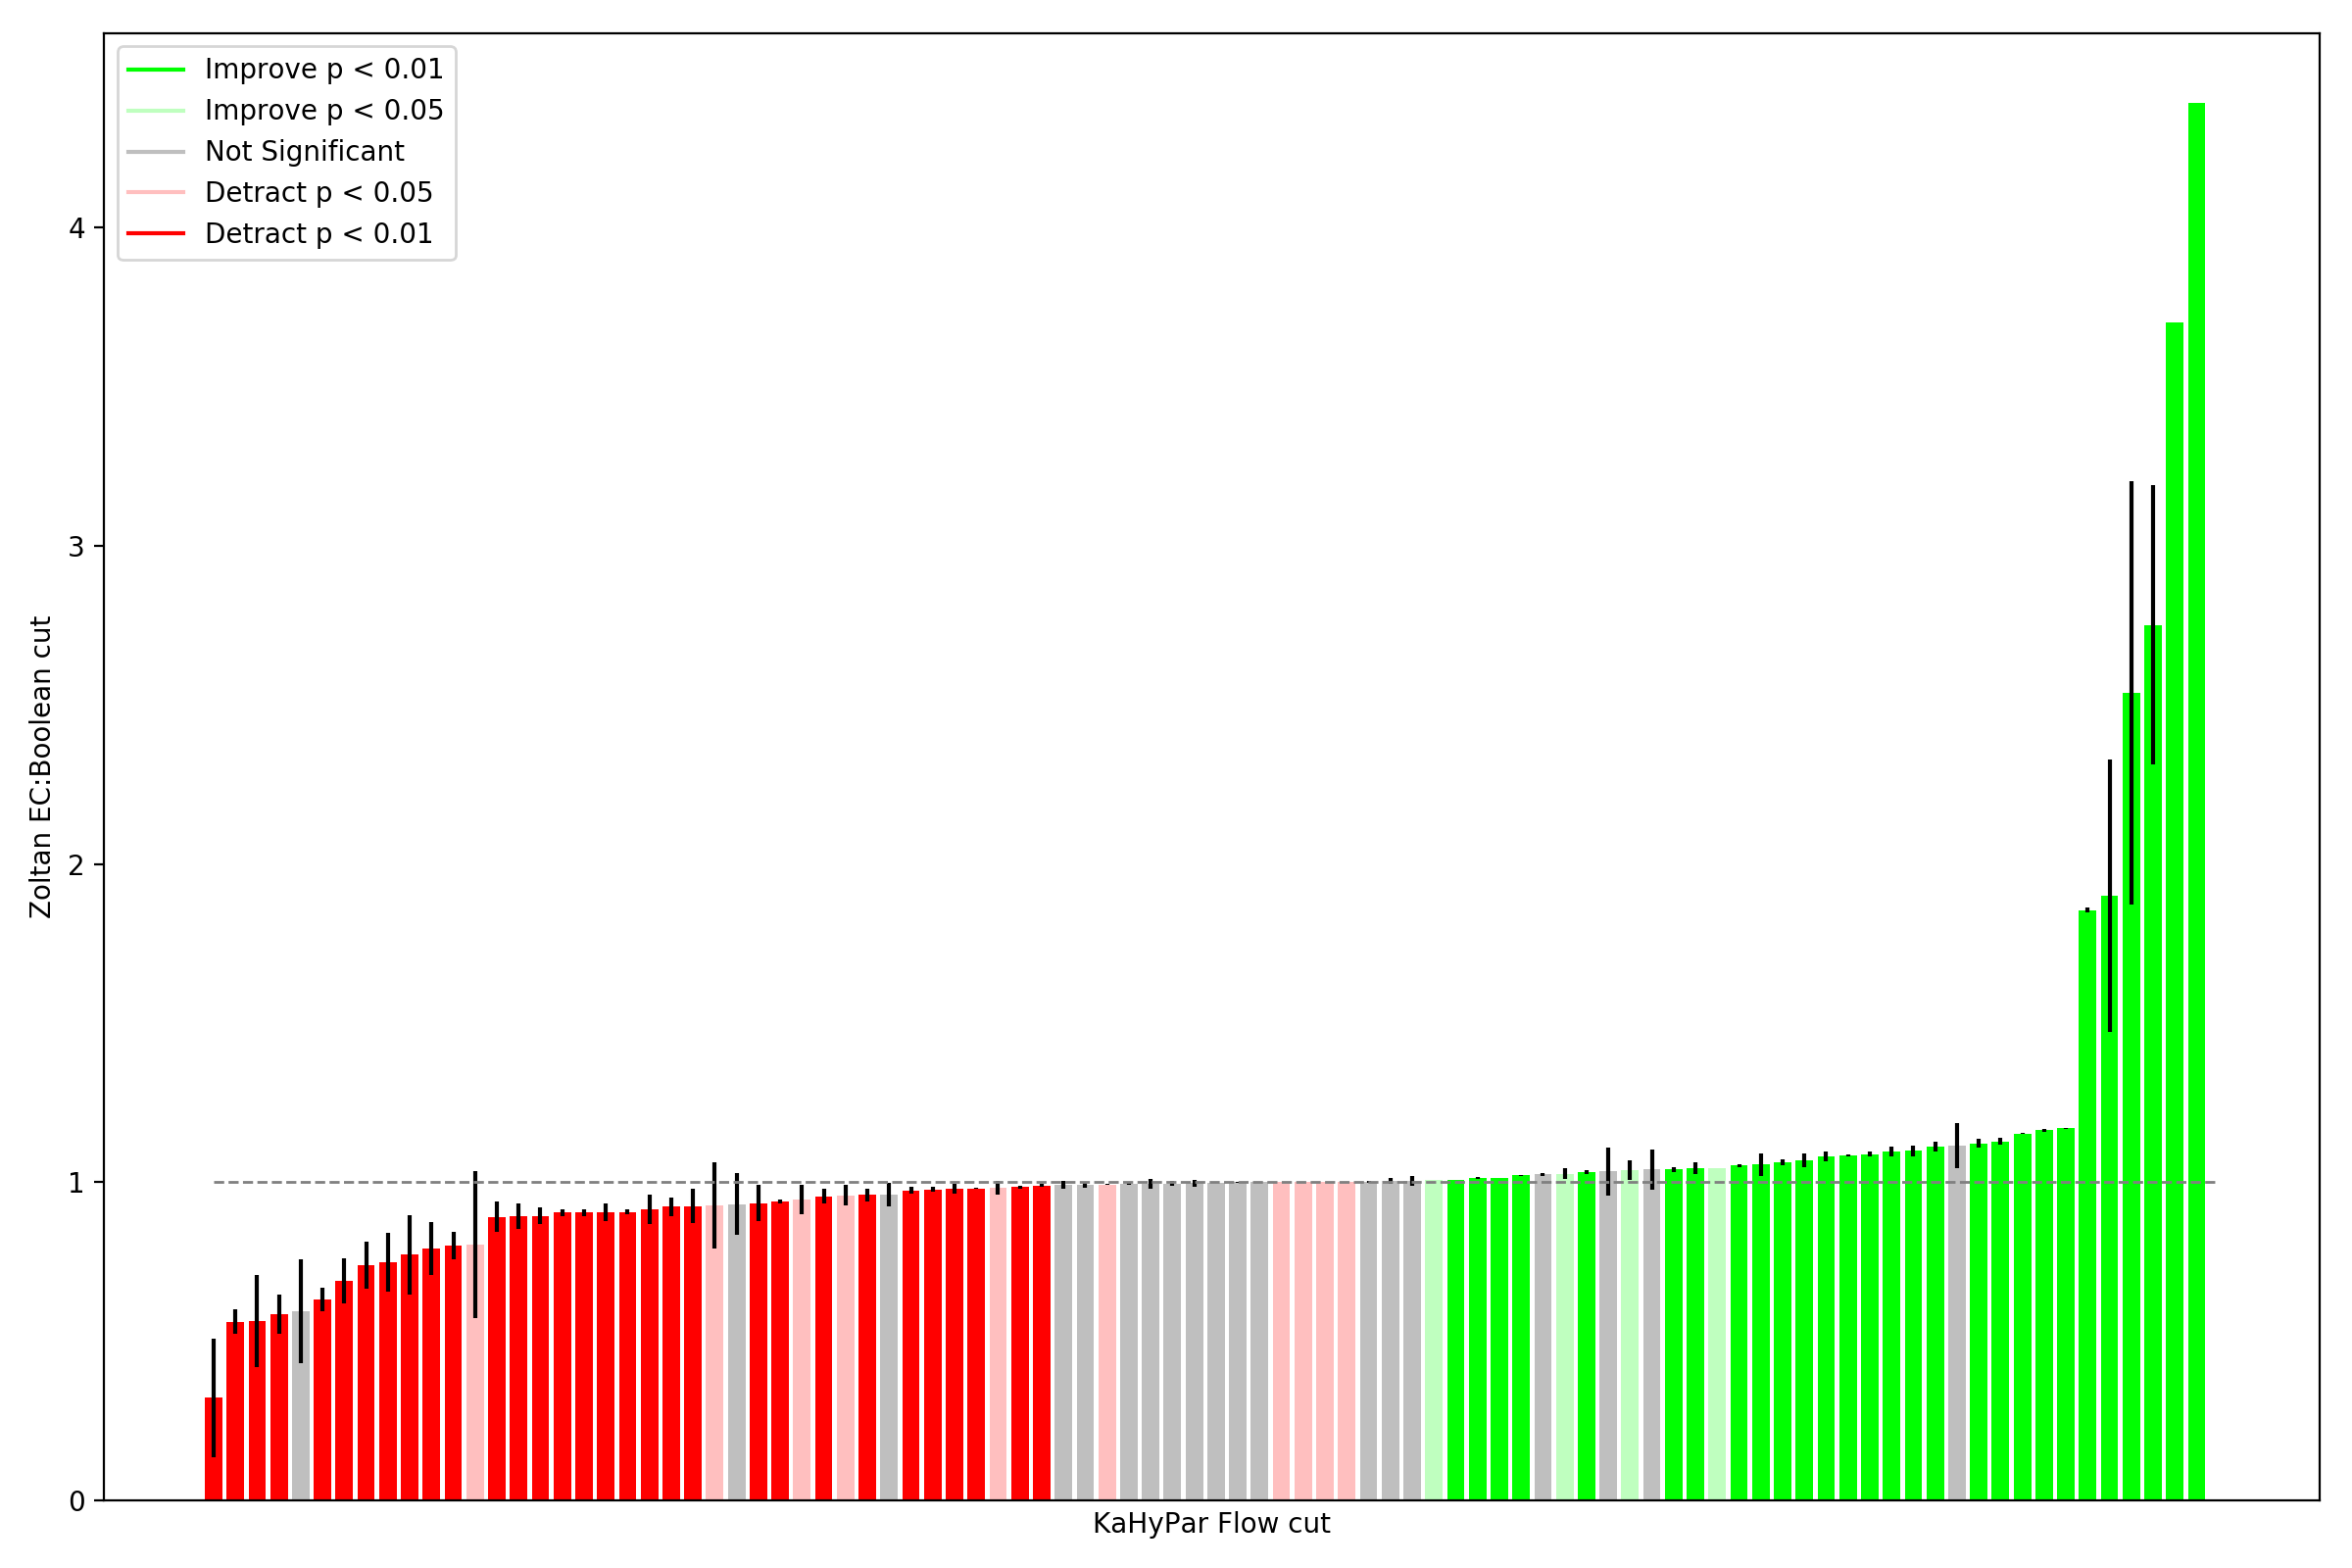 Improve p < 0.01
Improve p < 0.05
Not Significant
Detract p < 0.05
Detract p < 0.01
4
3
2
1
0
Zoltan EC:Boolean cut
KaHyPar Flow cut